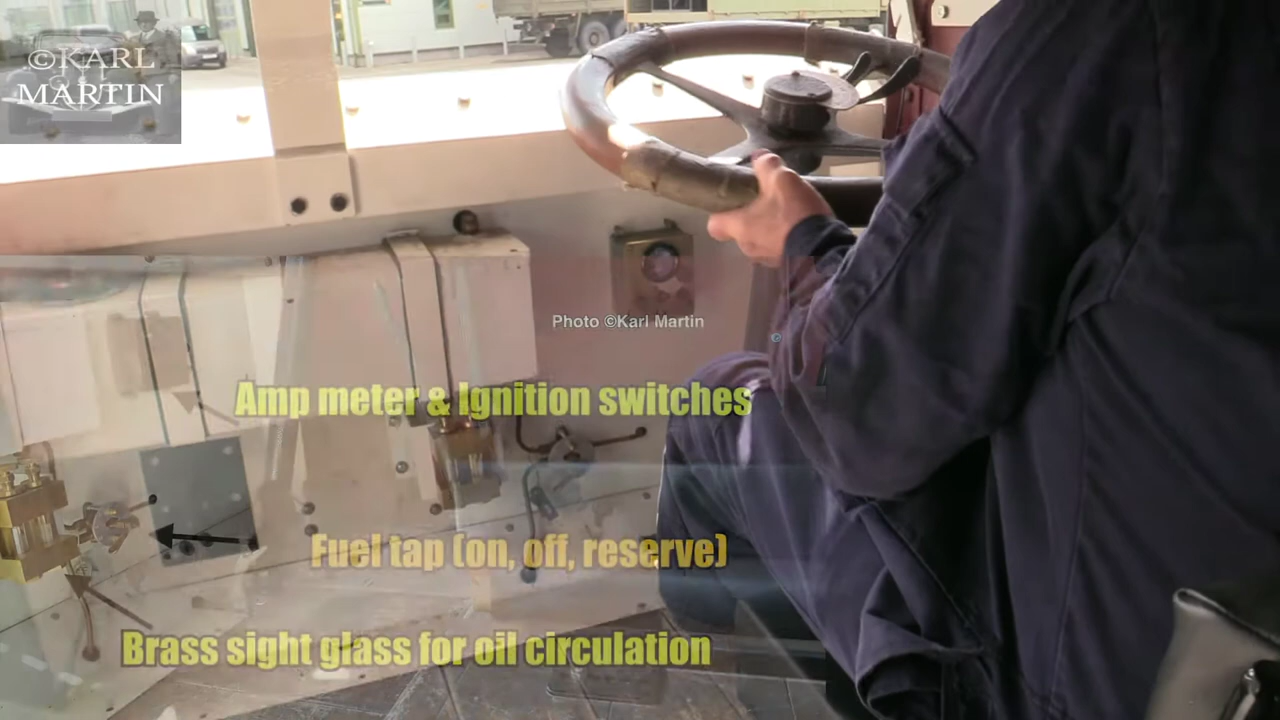 ©KARL
MARTIN
Photo ©Karl Martin
Amp meter & Ignition switches
Fuel tap (on, off, reserve)
Brass sight glass for oil circulation